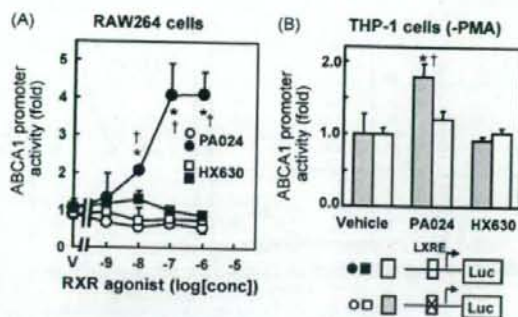 (A) RAW264 cells
ABCA1 promoter
activity (fold)
5
4
3
2
1
0
†
*
*
†
*†
PA024
HX630
V -9 -8 -7 -6 -5
RXR agonist (log[conc])
(B) THP-1 cells (-PMA)
ABCA1 promoter
activity (fold)
2.0
1.0
0
*†
Vehicle PA024 HX630
LXRE
Luc
X
Luc